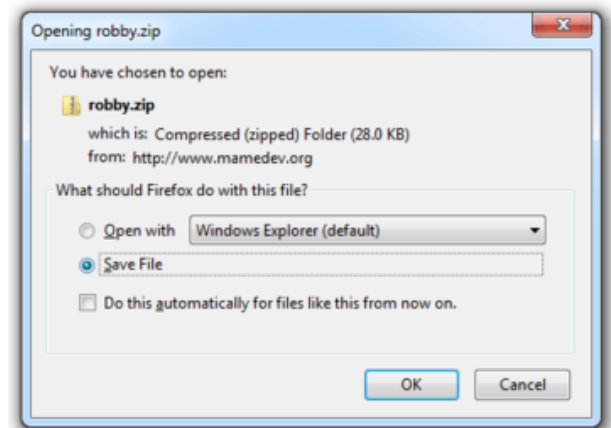 Opening robby.zip
You have chosen to open:
robby.zip
which is: Compressed (zipped) Folder (28.0 KB)
from: http://www.mamedev.org
What should Firefox do with this file?
Open with Windows Explorer (default)
Save File
Do this automatically for files like this from now on.
OK Cancel